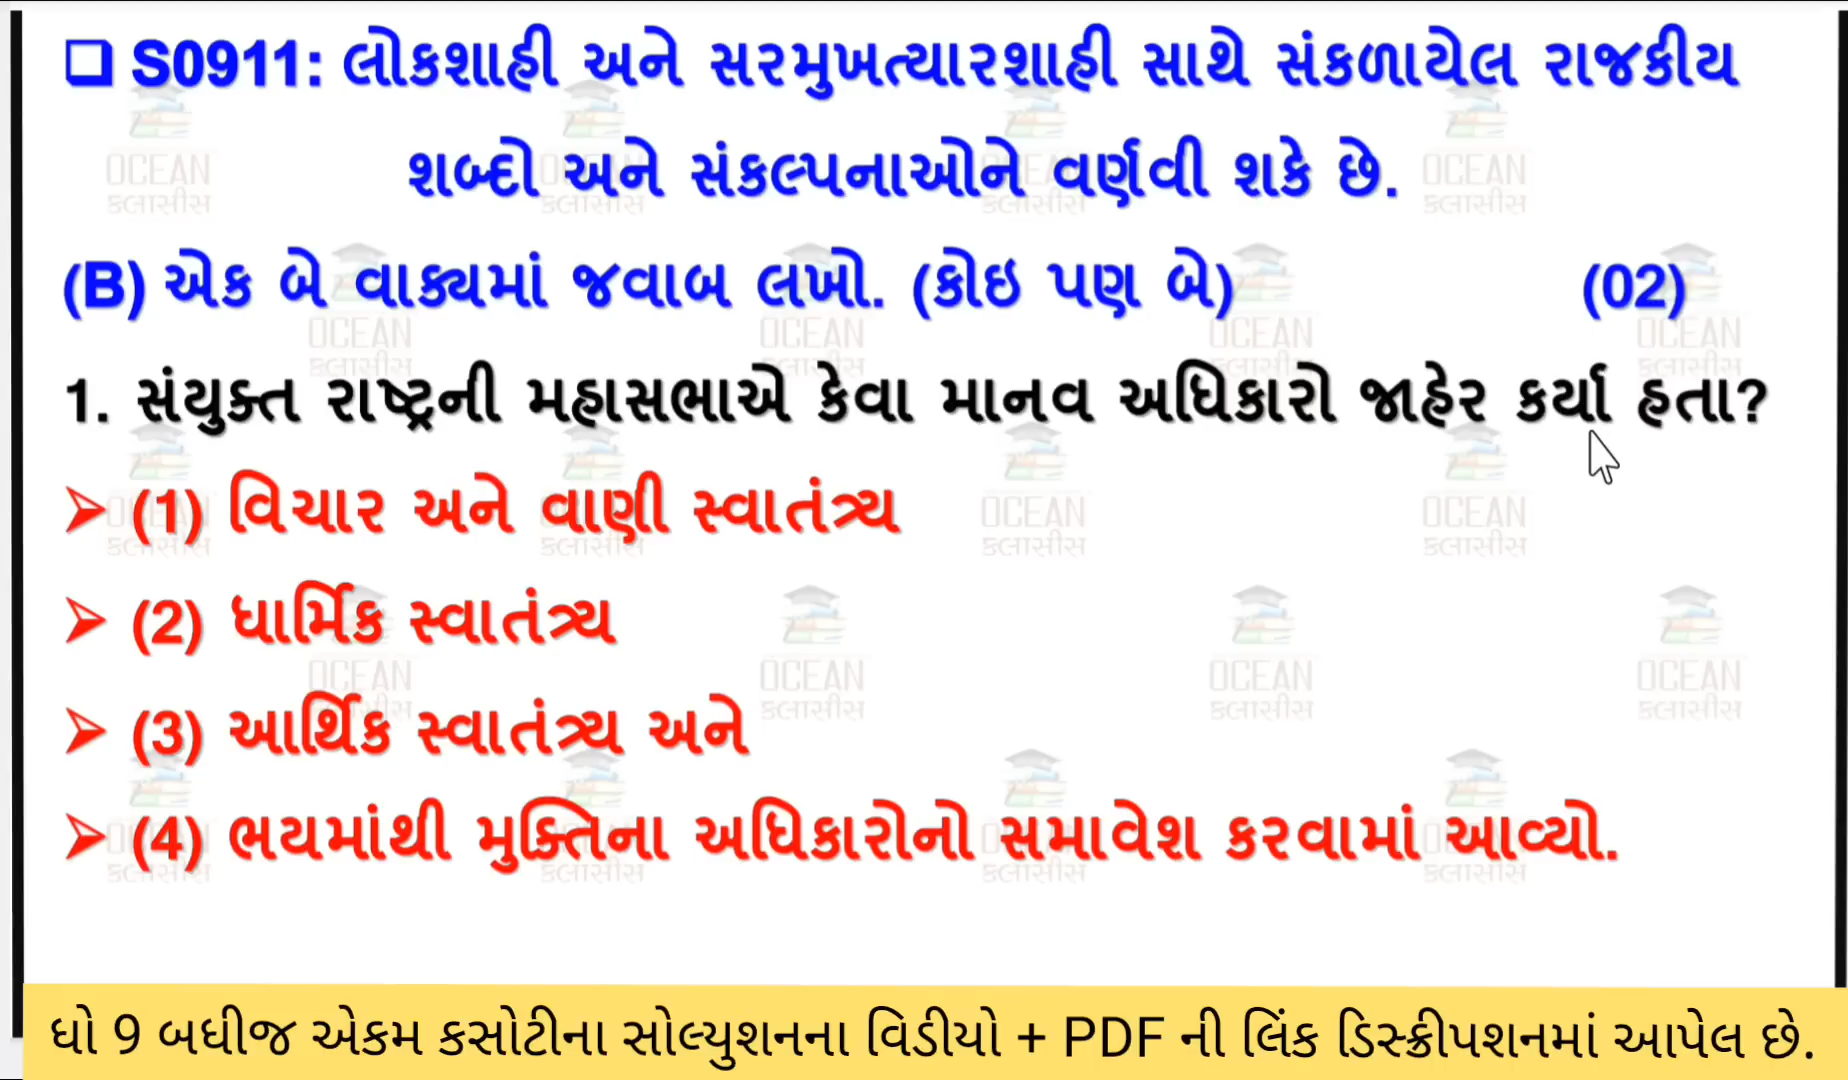 ❑ S0911: લોકશાહી અને સરમુખત્યારશાહી સાથે સંકળાયેલ રાજકીય
શબ્દો અને સંકલ્પનાઓને વર્ણવી શકે છે.
(B) એક બે વાક્યમાં જવાબ લખો. (કોઇ પણ બે) (02)
1. સંયુક્ત રાષ્ટ્રની મહાસભાએ કેવા માનવ અધિકારો જાહેર કર્યા હતા?
➢ (1) વિચાર અને વાણી સ્વાતંત્ર્ય
➢ (2) ધાર્મિક સ્વાતંત્ર્ય
➢ (3) આર્થિક સ્વાતંત્ર્ય અને
➢ (4) ભયમાંથી મુક્તિના અધિકારોનો સમાવેશ કરવામાં આવ્યો.
ધો 9 બધીજ એકમ કસોટીના સોલ્યુશનના વિડીયો + PDF ની લિંક ડિસ્ક્રીપશનમાં આપેલ છે.
OCEAN
ક્લાસીસ